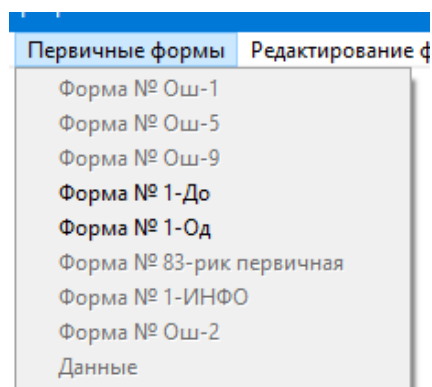 Первичные формы Редактирование ф
Форма № Ош-1
Форма № Ош-5
Форма № Ош-9
Форма № 1-До
Форма № 1-Од
Форма № 83-рик первичная
Форма № 1-ИНФО
Форма № Ош-2
Данные